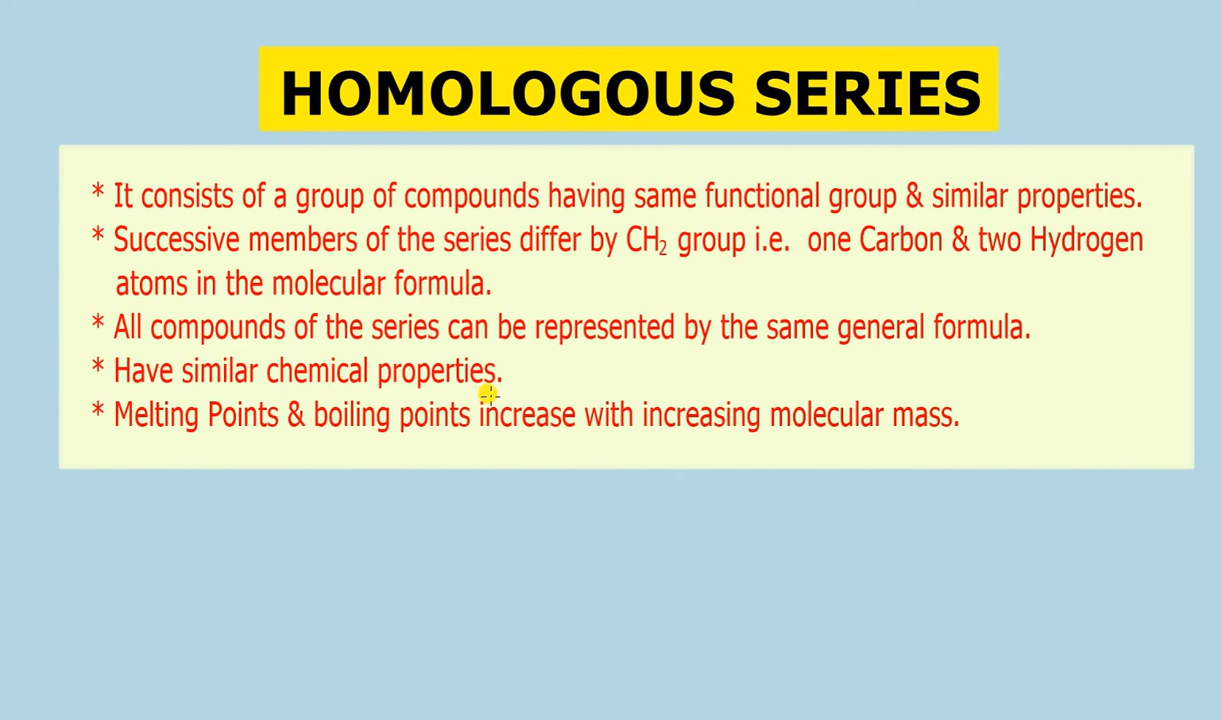 HOMOLOGOUS SERIES
* It consists of a group of compounds having same functional group & similar properties.
* Successive members of the series differ by CH₂ group i.e. one Carbon & two Hydrogen
atoms in the molecular formula.
* All compounds of the series can be represented by the same general formula.
* Have similar chemical properties.
* Melting Points & boiling points increase with increasing molecular mass.